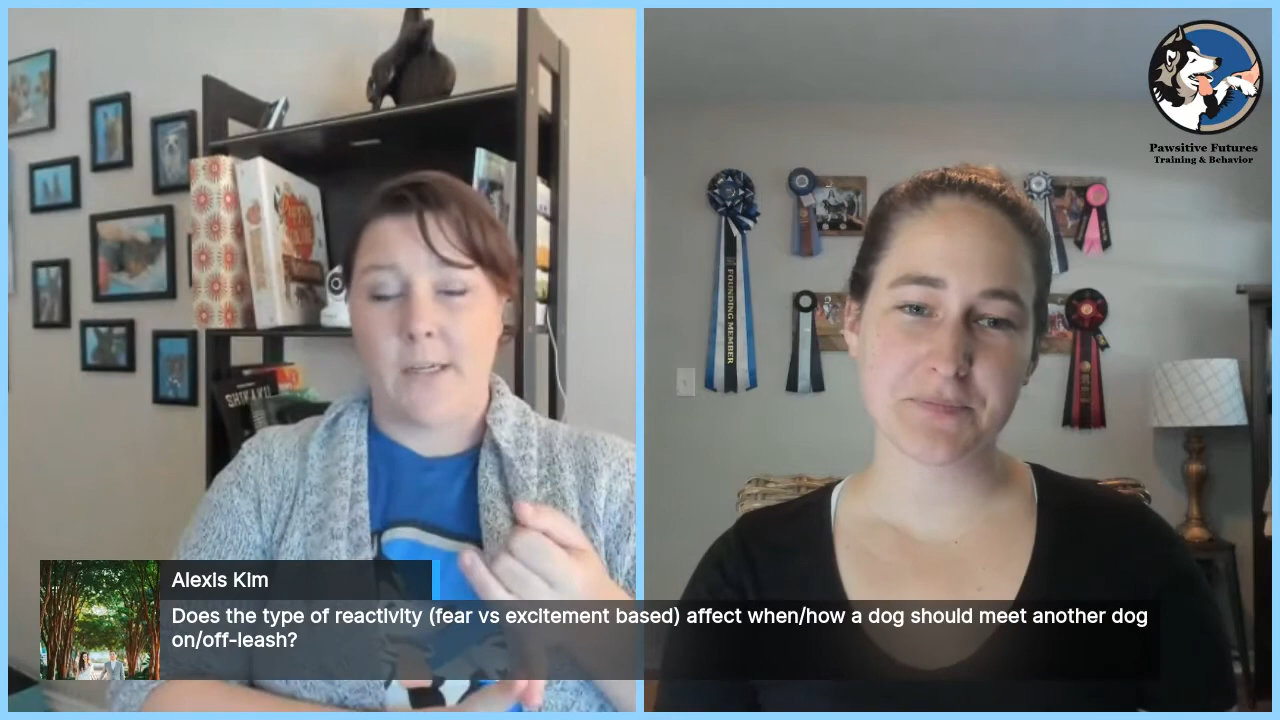 Pawsitive Futures
Training & Behavior
FOUNDING MEMBER
SHIKAKU
Alexis Kim
Does the type of reactivity (fear vs excitement based) affect when/how a dog should meet another dog
on/off-leash?